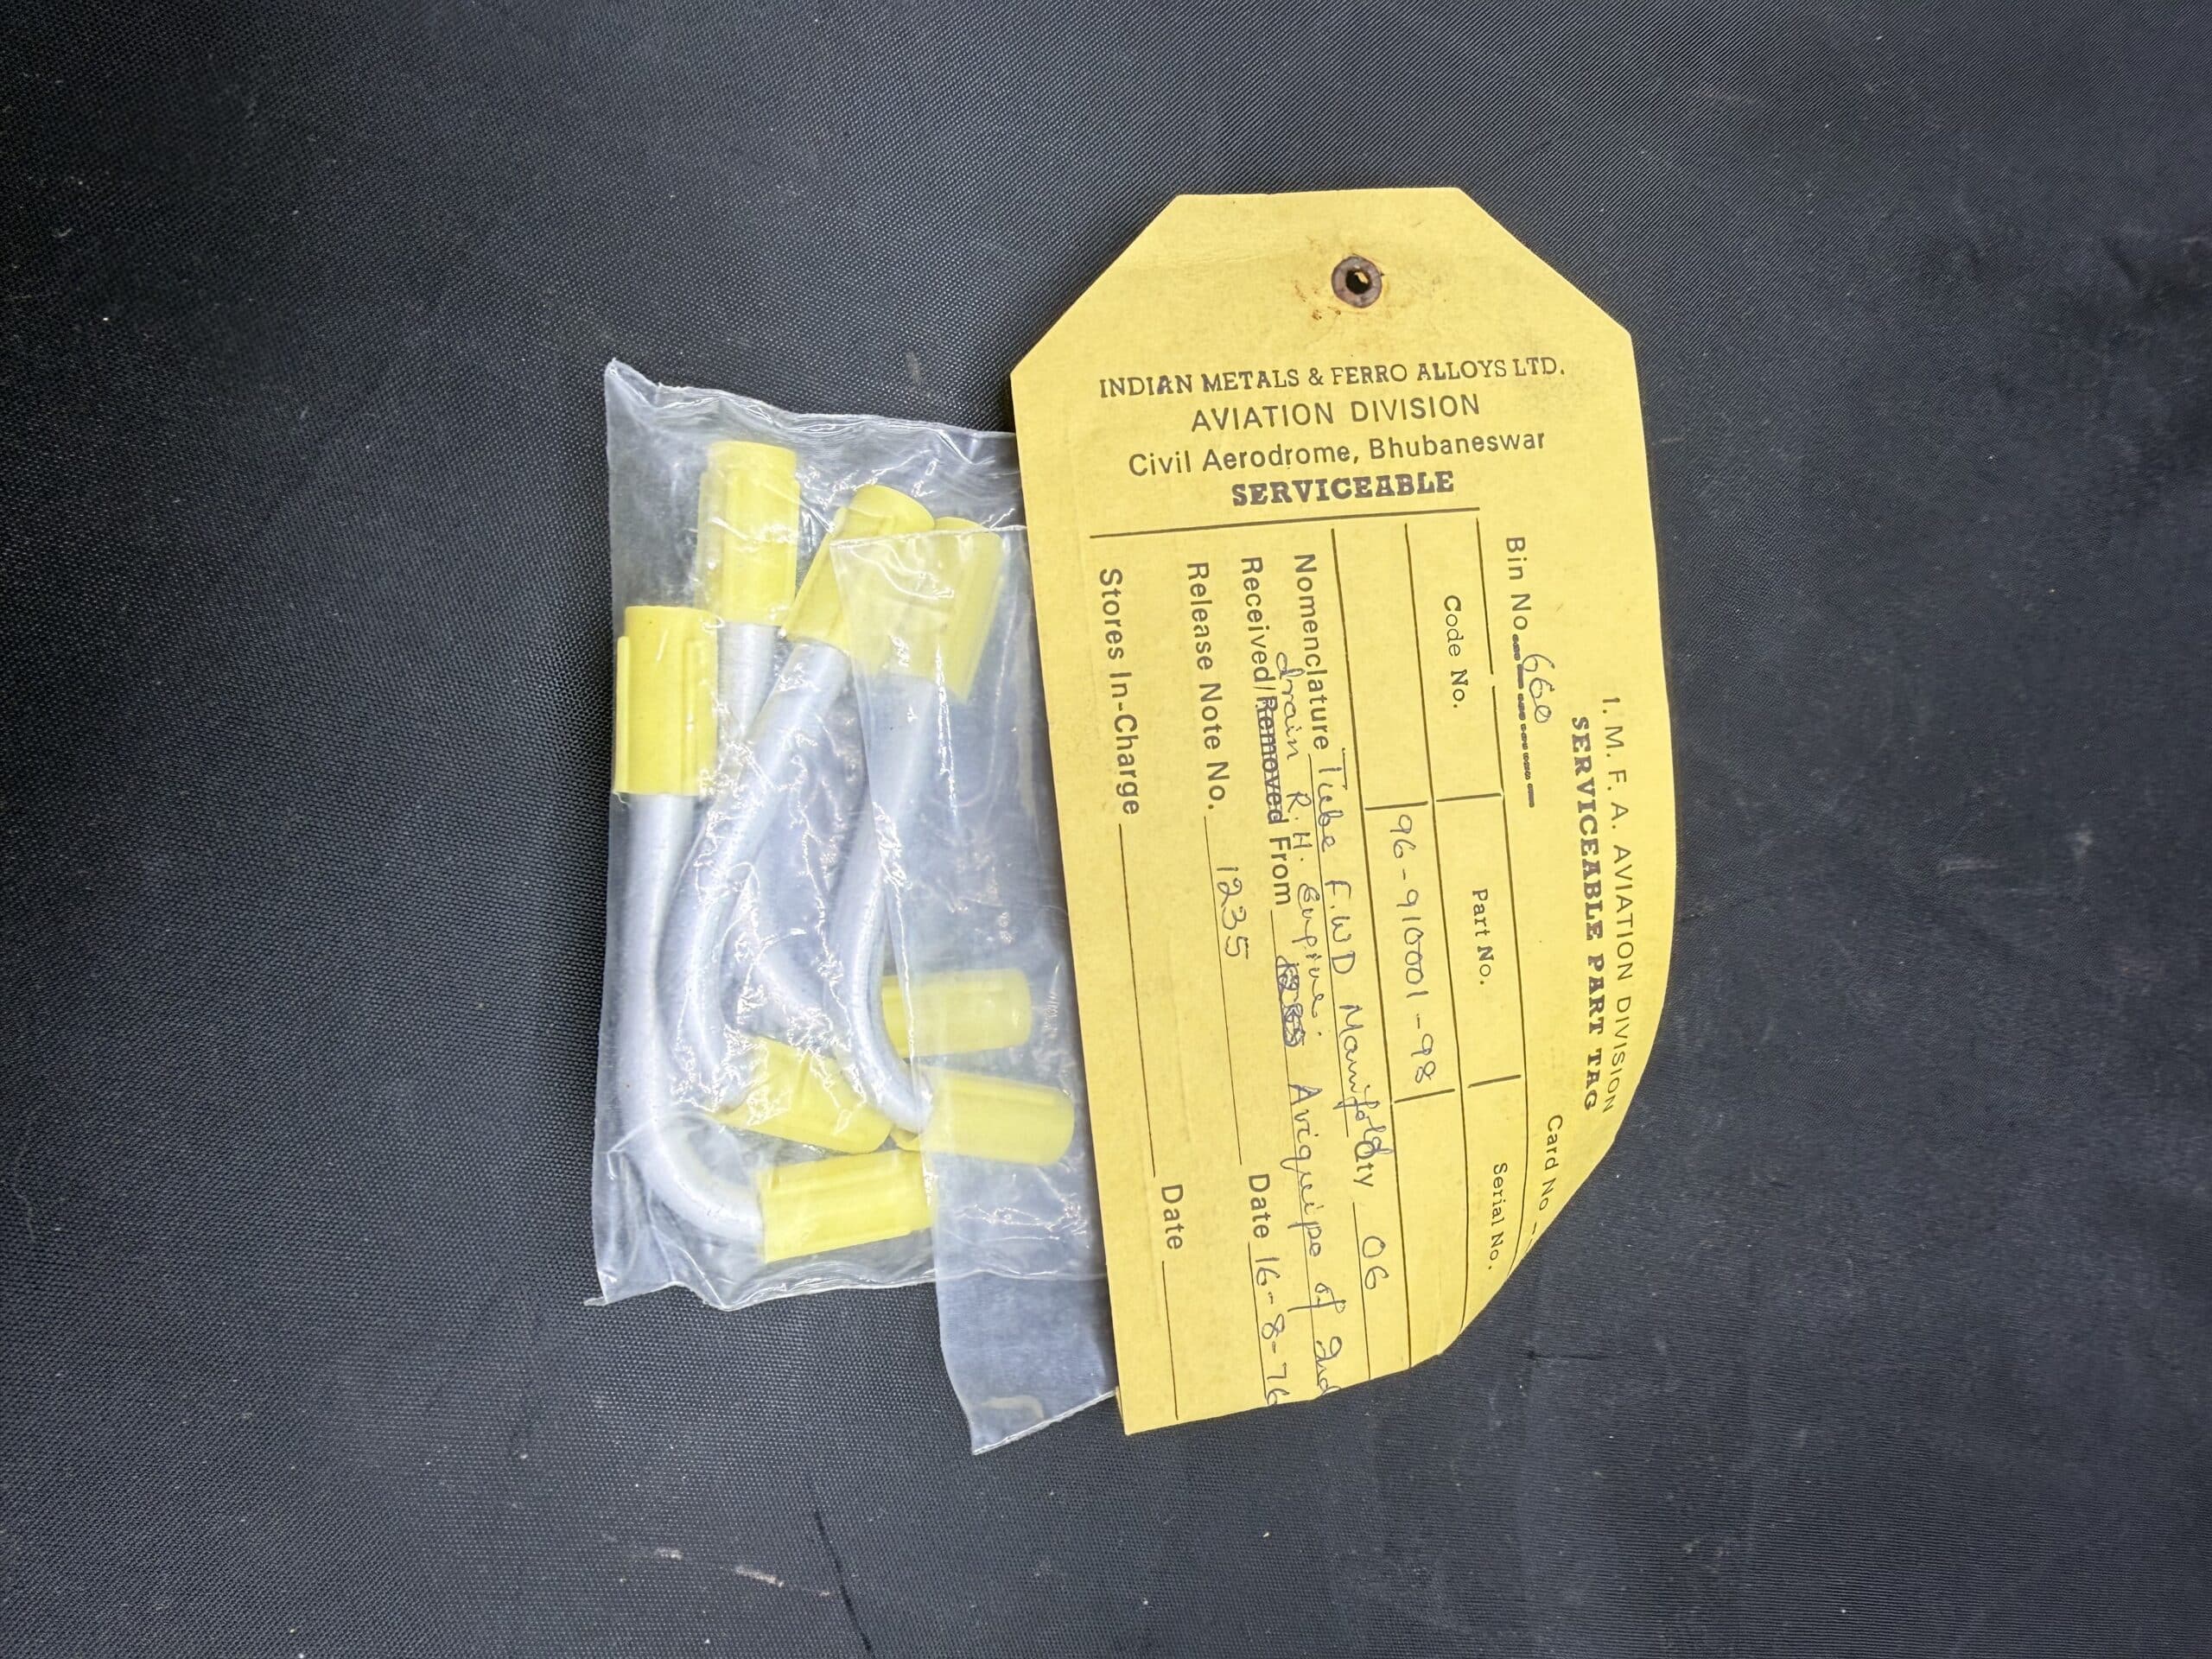 INDIAN METALS & FERRO ALLOYS LTD.
AVIATION DIVISION
Civil Aerodrome, Bhubaneswar
SERVICEABLE
I. M. F. A. AVIATION DIVISION
SERVICEABLE PART TAG
Bin No. 660 Card No
Code No. Part No. Serial No.
96-910001-98
Nomenclature Tube F.W.D Manifold Qty 06
drain R.H. Engine.
Received/Removed From Aviquipo of Ind
Release Note No. 1235 Date 16-8-76
Stores In-Charge Date